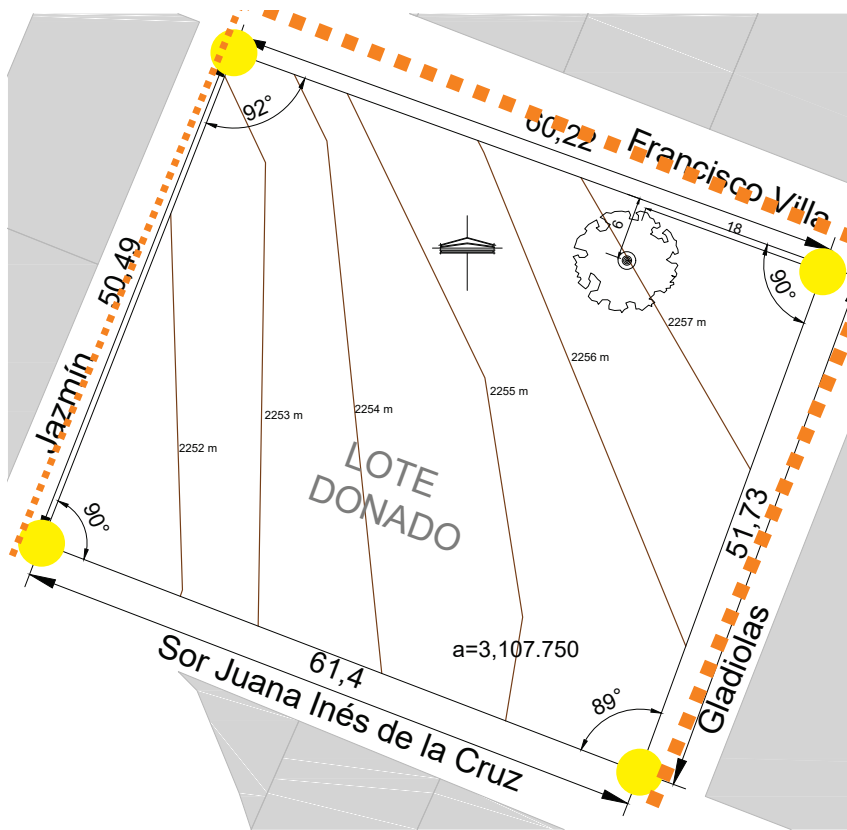 92°
60,22
Francisco Villa
6
18
90°
50,49
Jazmín
2257 m
2256 m
2255 m
2254 m
2253 m
2252 m
LOTE
DONADO
90°
51,73
Gladiolas
a=3,107.750
89°
61,4
Sor Juana Inés de la Cruz